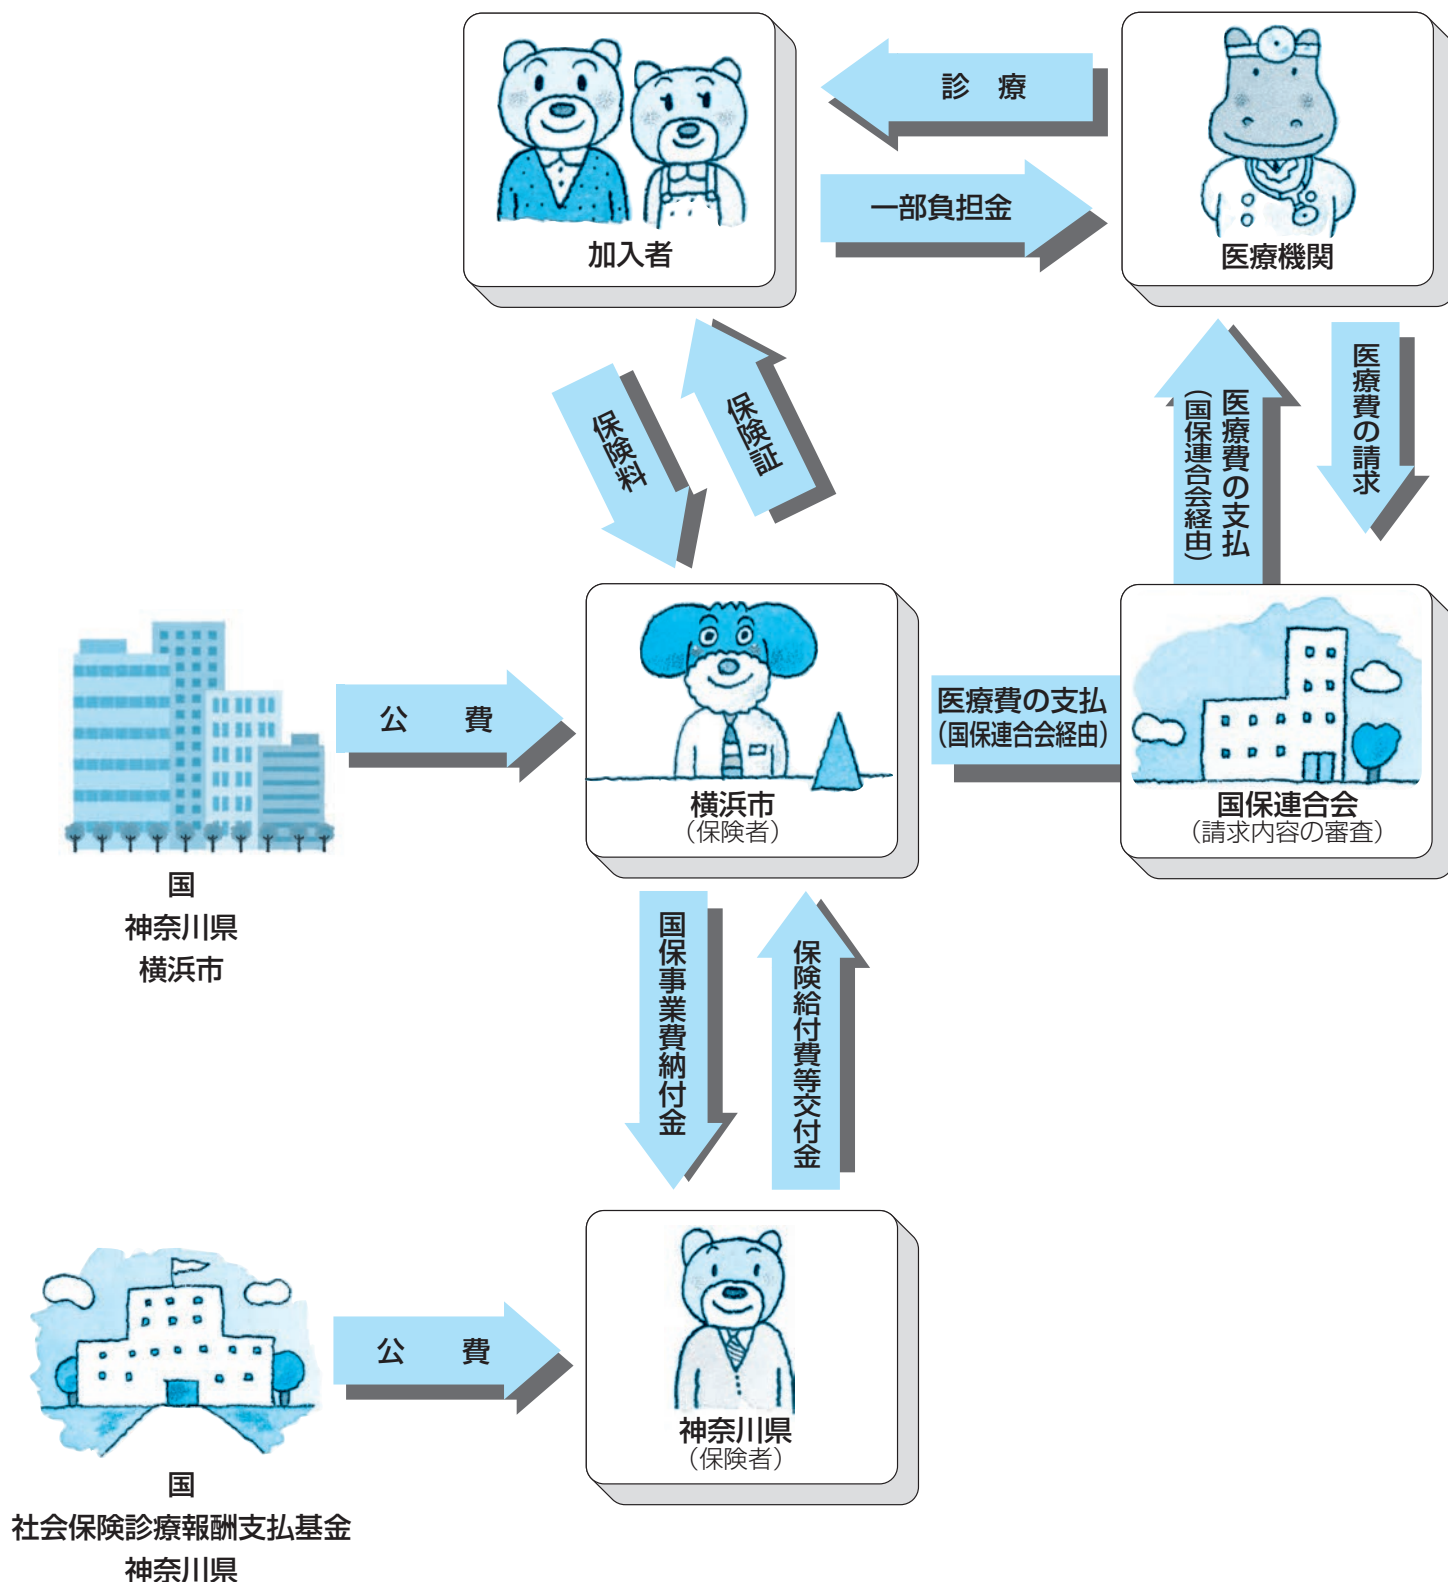 診 療
一部負担金
加入者
医療機関
保険料
保険証
医療費の支払
（国保連合会経由）
医療費の請求
公 費
横浜市
（保険者）
医療費の支払
（国保連合会経由）
国保連合会
（請求内容の審査）
国
神奈川県
横浜市
国保事業費納付金
保険給付費等交付金
公 費
神奈川県
（保険者）
国
社会保険診療報酬支払基金
神奈川県